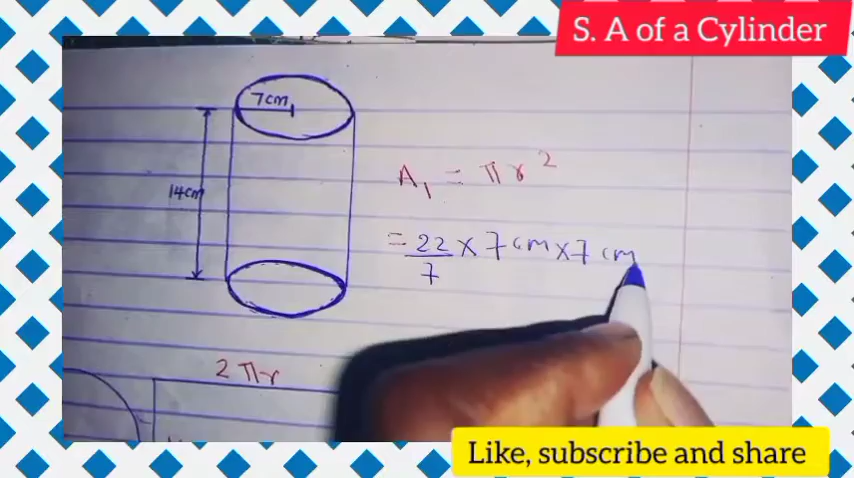 S. A of a Cylinder
7cm
14cm
A₁ = πr²
= 22/7 × 7cm × 7cm
2πr
Like, subscribe and share